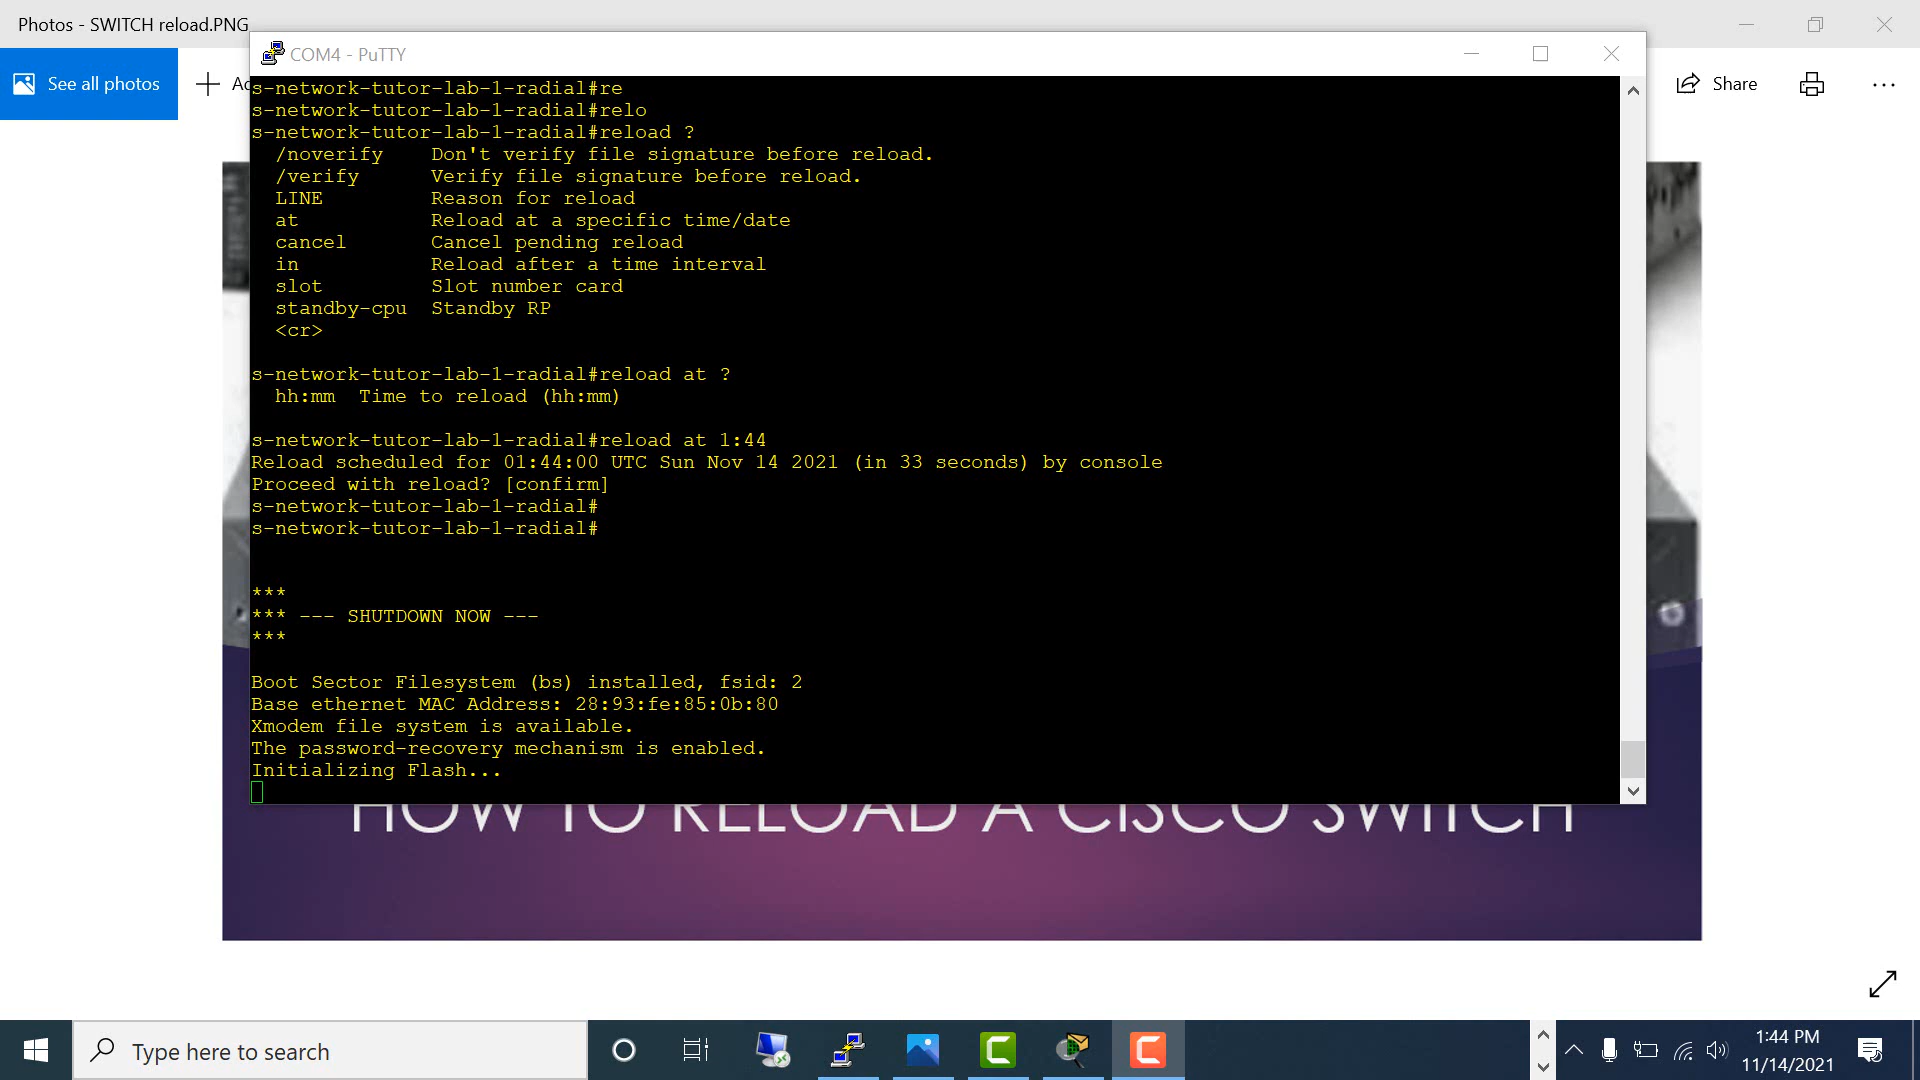 Photos - SWITCH reload.PNG
COM4 - PuTTY
See all photos
Share
s-network-tutor-lab-1-radial#re
s-network-tutor-lab-1-radial#relo
s-network-tutor-lab-1-radial#reload ?
/noverify Don't verify file signature before reload.
/verify Verify file signature before reload.
LINE Reason for reload
at Reload at a specific time/date
cancel Cancel pending reload
in Reload after a time interval
slot Slot number card
standby-cpu Standby RP
<cr>
s-network-tutor-lab-1-radial#reload at ?
hh:mm Time to reload (hh:mm)
s-network-tutor-lab-1-radial#reload at 1:44
Reload scheduled for 01:44:00 UTC Sun Nov 14 2021 (in 33 seconds) by console
Proceed with reload? [confirm]
s-network-tutor-lab-1-radial#
s-network-tutor-lab-1-radial#
***
*** --- SHUTDOWN NOW ---
***
Boot Sector Filesystem (bs) installed, fsid: 2
Base ethernet MAC Address: 28:93:fe:85:0b:80
Xmodem file system is available.
The password-recovery mechanism is enabled.
Initializing Flash...
HOW TO RELOAD A CISCO SWITCH
Type here to search
1:44 PM
11/14/2021